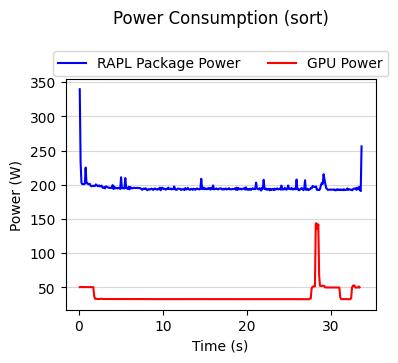 Power Consumption (sort)
RAPL Package Power
GPU Power
350
300
250
200
150
100
50
Power (W)
0
10
20
30
Time (s)